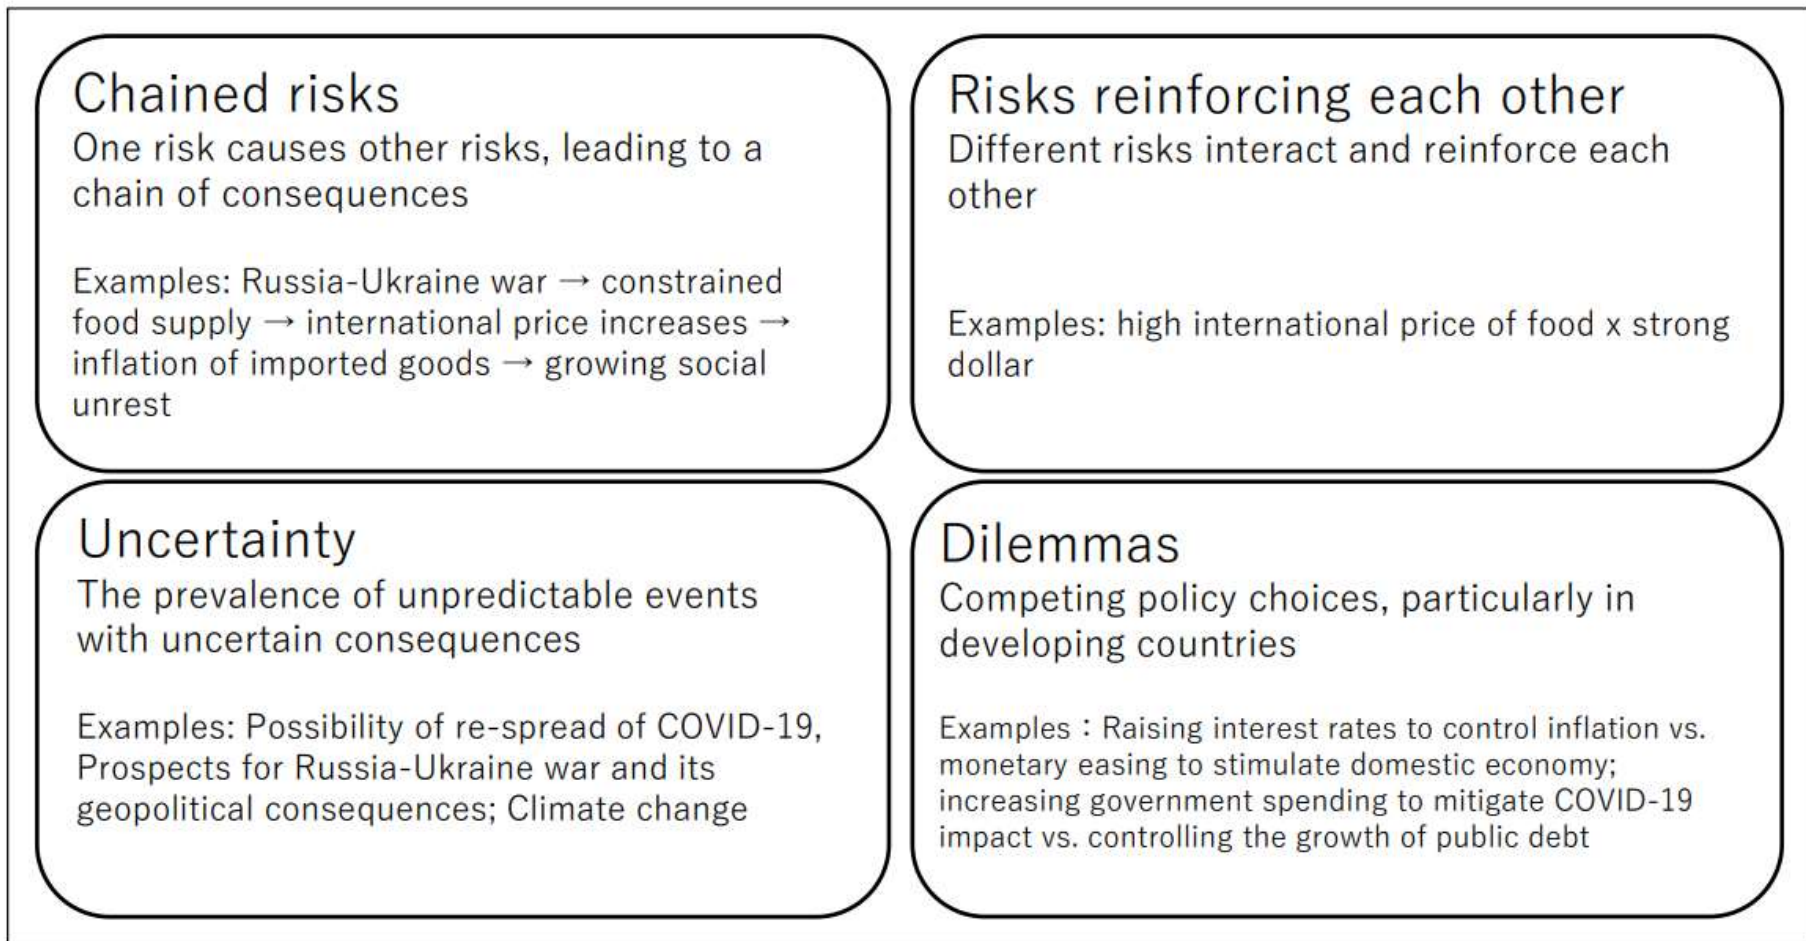 Chained risks
One risk causes other risks, leading to a
chain of consequences
Examples: Russia-Ukraine war → constrained
food supply → international price increases →
inflation of imported goods → growing social
unrest
Risks reinforcing each other
Different risks interact and reinforce each
other
Examples: high international price of food x strong
dollar
Uncertainty
The prevalence of unpredictable events
with uncertain consequences
Examples: Possibility of re-spread of COVID-19,
Prospects for Russia-Ukraine war and its
geopolitical consequences; Climate change
Dilemmas
Competing policy choices, particularly in
developing countries
Examples：Raising interest rates to control inflation vs.
monetary easing to stimulate domestic economy;
increasing government spending to mitigate COVID-19
impact vs. controlling the growth of public debt